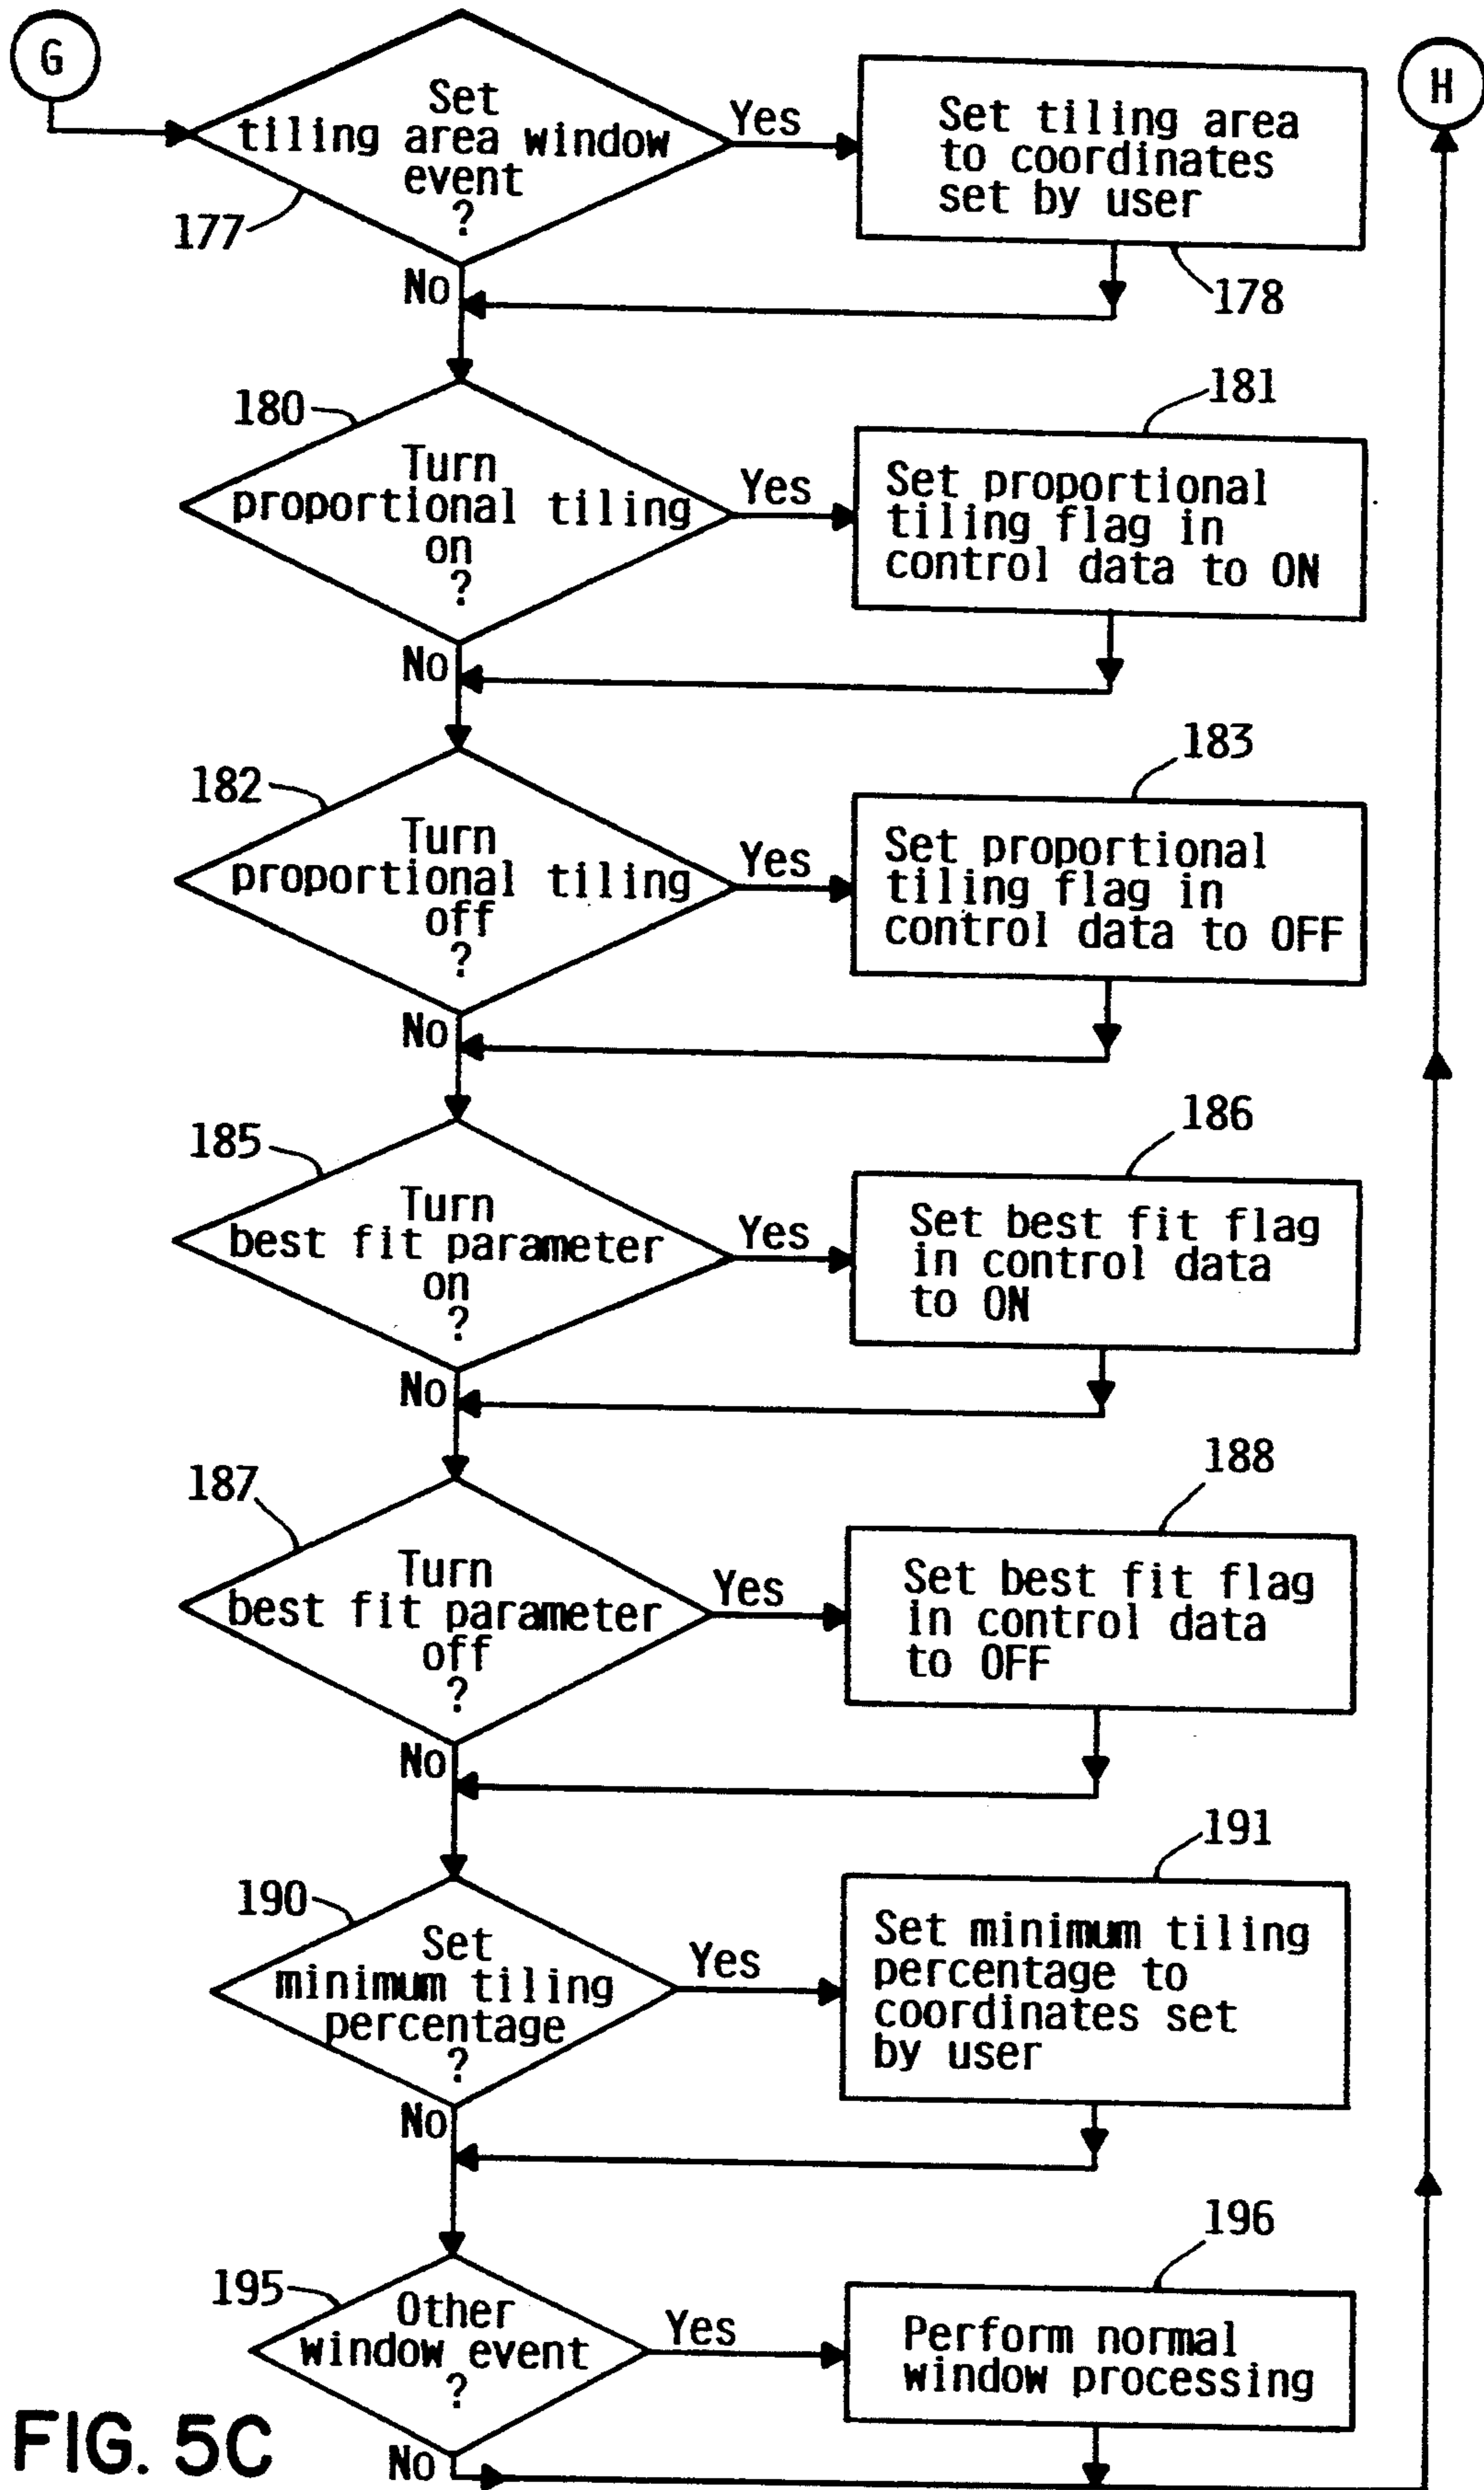 G
Set
tiling area window
event
?
177
Yes
Set tiling area
to coordinates
set by user
178
H
No
180
Turn
proportional tiling
on
?
Yes
181
Set proportional
tiling flag in
control data to ON
No
182
Turn
proportional tiling
off
?
Yes
183
Set proportional
tiling flag in
control data to OFF
No
185
Turn
best fit parameter
on
?
Yes
186
Set best fit flag
in control data
to ON
No
187
Turn
best fit parameter
off
?
Yes
188
Set best fit flag
in control data
to OFF
No
190
Set
minimum tiling
percentage
?
Yes
191
Set minimum tiling
percentage to
coordinates set
by user
No
195
Other
window event
?
Yes
196
Perform normal
window processing
No
FIG. 5C